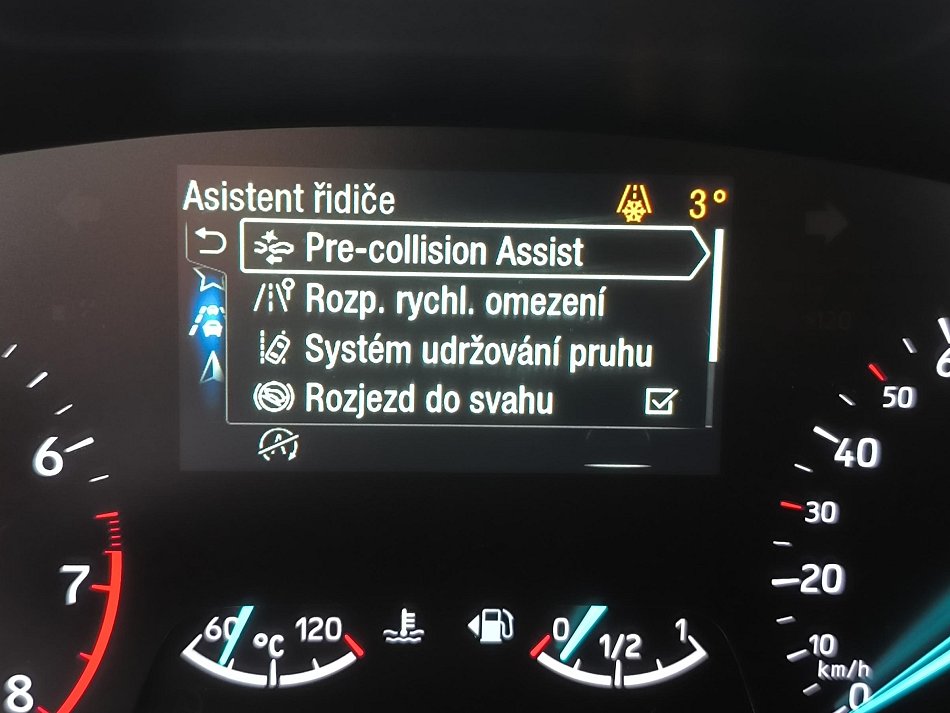 Asistent řidiče 3°
Pre-collision Assist
Rozp. rychl. omezení
Systém udržování pruhu
Rozjezd do svahu
A
6
7
8
60 °C 120
0 1/2 1
50
40
30
20
10
km/h
0